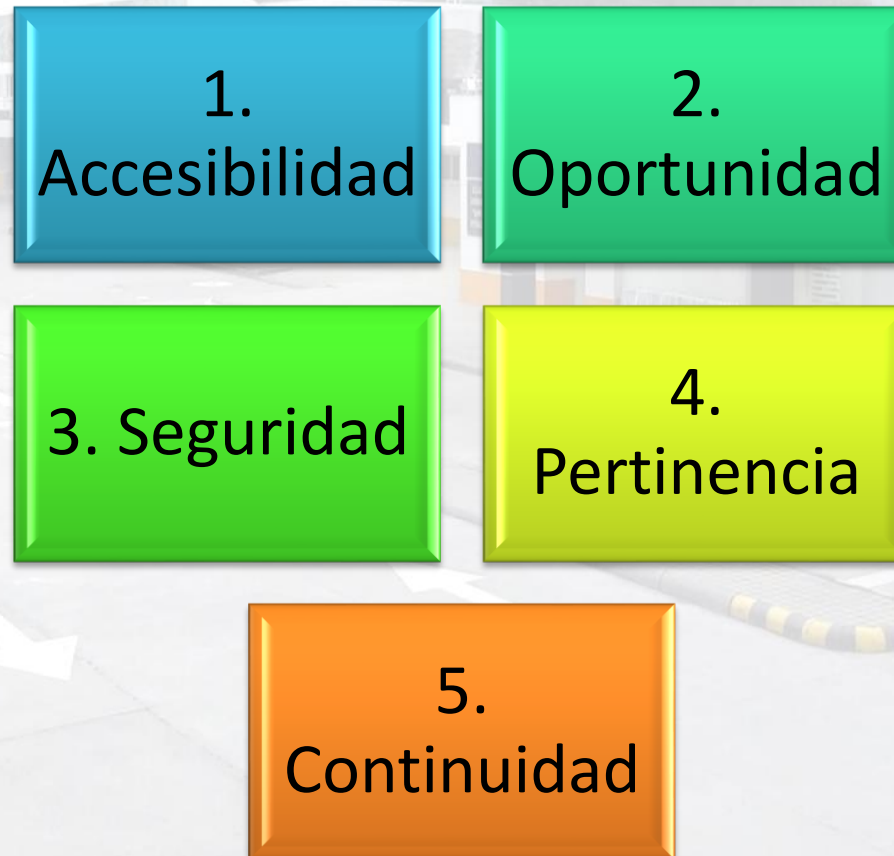 1.
Accesibilidad
2.
Oportunidad
3. Seguridad
4.
Pertinencia
5.
Continuidad